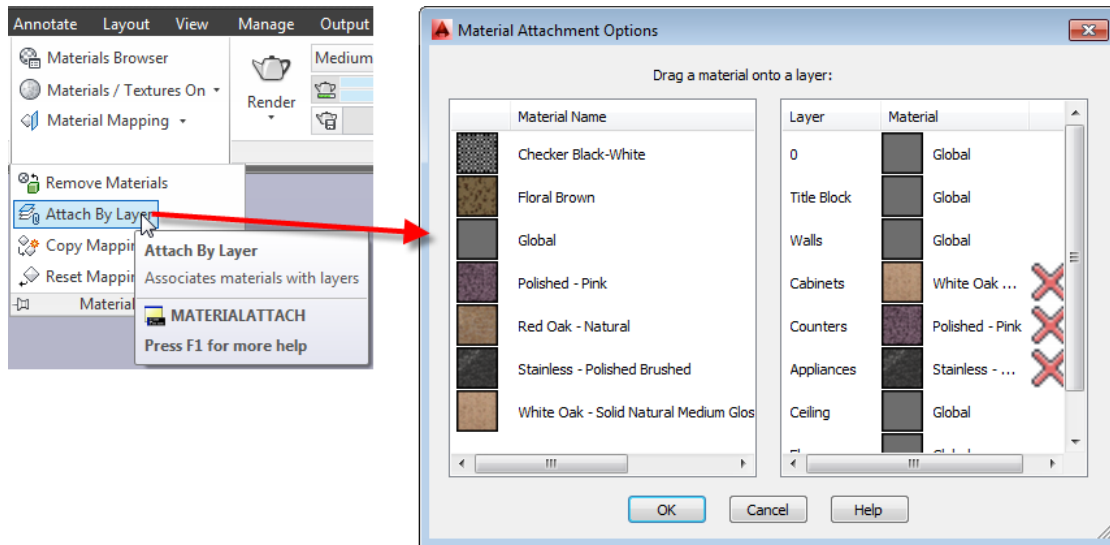 Annotate Layout View Manage Output
Materials Browser
Medium
Materials / Textures On
Render
Material Mapping
Remove Materials
Attach By Layer
Copy Mappin
Attach By Layer
Reset Mappin
Associates materials with layers
Material
MATERIALATTACH
Press F1 for more help
Material Attachment Options
Drag a material onto a layer:
Material Name
Checker Black-White
Floral Brown
Global
Polished - Pink
Red Oak - Natural
Stainless - Polished Brushed
White Oak - Solid Natural Medium Glos
Layer Material
0 Global
Title Block Global
Walls Global
Cabinets White Oak ...
Counters Polished - Pink
Appliances Stainless - ...
Ceiling Global
OK Cancel Help